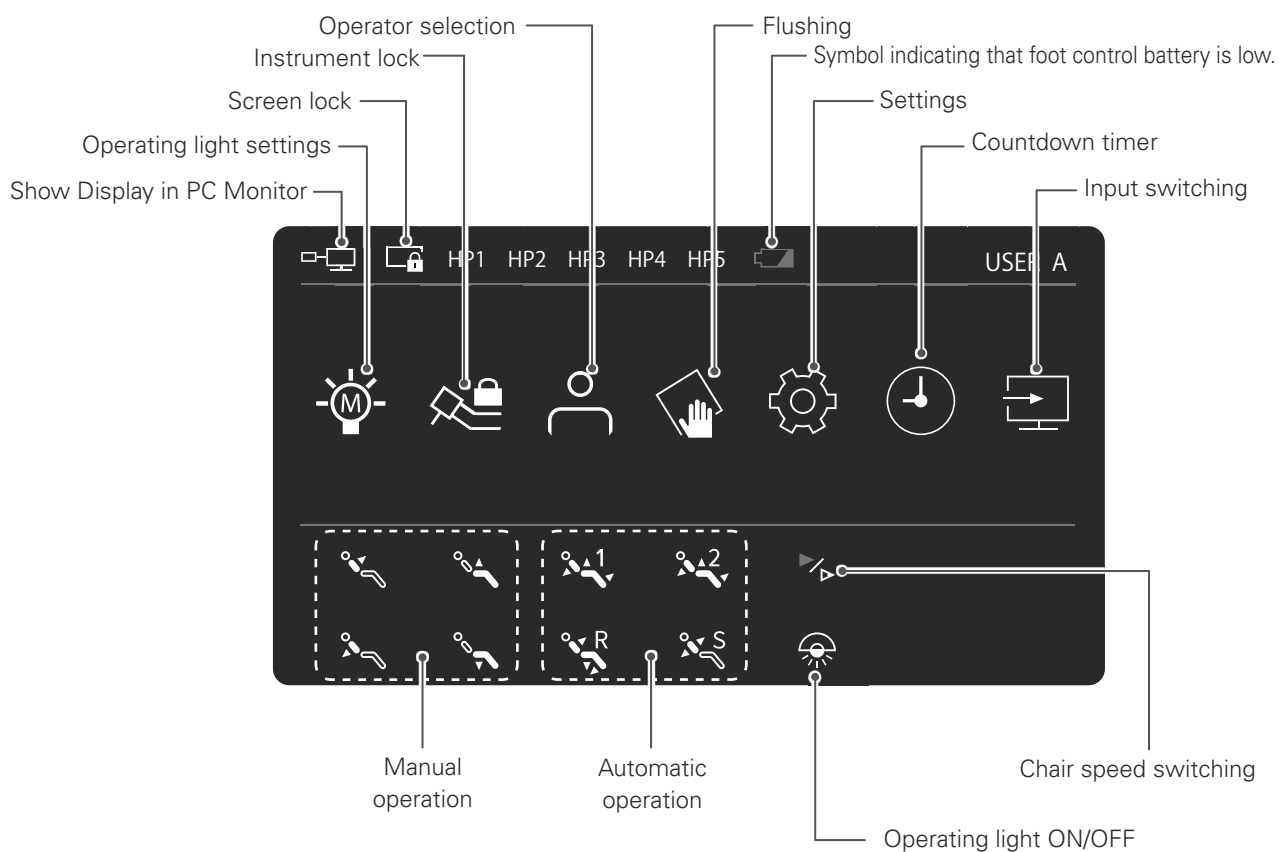 Operator selection
Flushing
Instrument lock
Symbol indicating that foot control battery is low.
Screen lock
Settings
Operating light settings
Countdown timer
Show Display in PC Monitor
Input switching
HP1 HP2 HP3 HP4 HP5
USER A
M
1
2
R
S
Manual
operation
Automatic
operation
Chair speed switching
Operating light ON/OFF